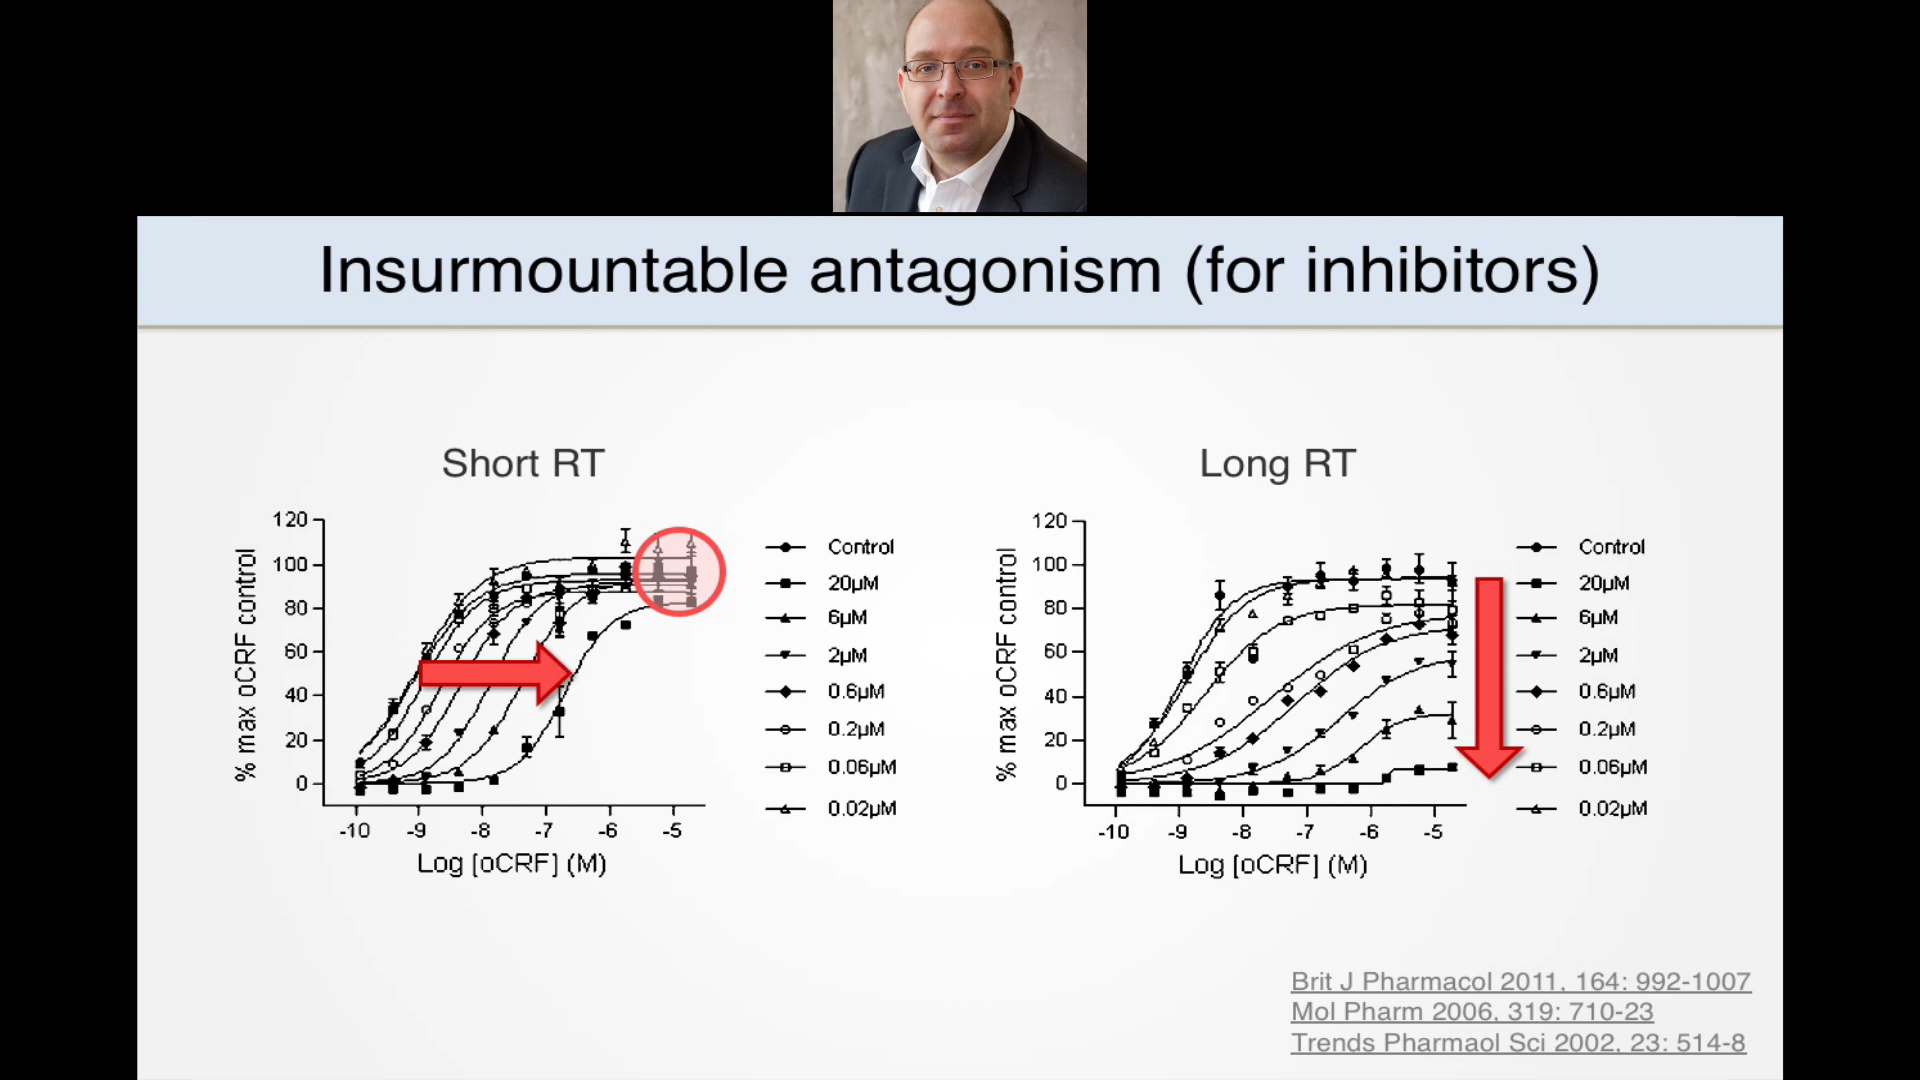 Insurmountable antagonism (for inhibitors)
Short RT
120
100
80
60
40
20
0
% max oCRF control
-10 -9 -8 -7 -6 -5
Log [oCRF] (M)
Control
20µM
6µM
2µM
0.6µM
0.2µM
0.06µM
0.02µM
Long RT
120
100
80
60
40
20
0
% max oCRF control
-10 -9 -8 -7 -6 -5
Log [oCRF] (M)
Control
20µM
6µM
2µM
0.6µM
0.2µM
0.06µM
0.02µM
Brit J Pharmacol 2011, 164: 992-1007
Mol Pharm 2006, 319: 710-23
Trends Pharmaol Sci 2002, 23: 514-8